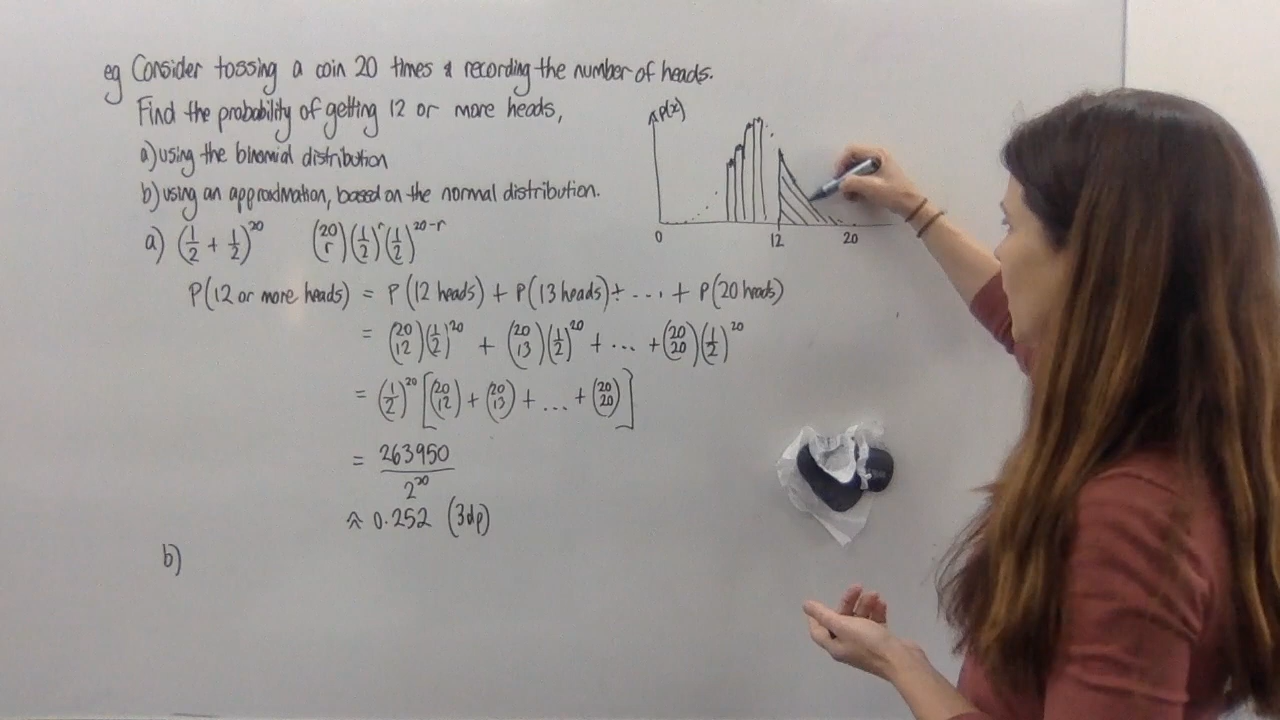 eg Consider tossing a coin 20 times & recording the number of heads.
Find the probability of getting 12 or more heads,
a) using the binomial distribution
b) using an approximation, based on the normal distribution.
p(x)
0 12 20
a) (1/2 + 1/2)^20 (20 r)(1/2)^r(1/2)^20-r
P(12 or more heads) = P(12 heads) + P(13 heads) + ... + P(20 heads)
= (20 12)(1/2)^20 + (20 13)(1/2)^20 + ... + (20 20)(1/2)^20
= (1/2)^20 [(20 12) + (20 13) + ... + (20 20)]
= 263950 / 2^20
≈ 0.252 (3dp)
b)